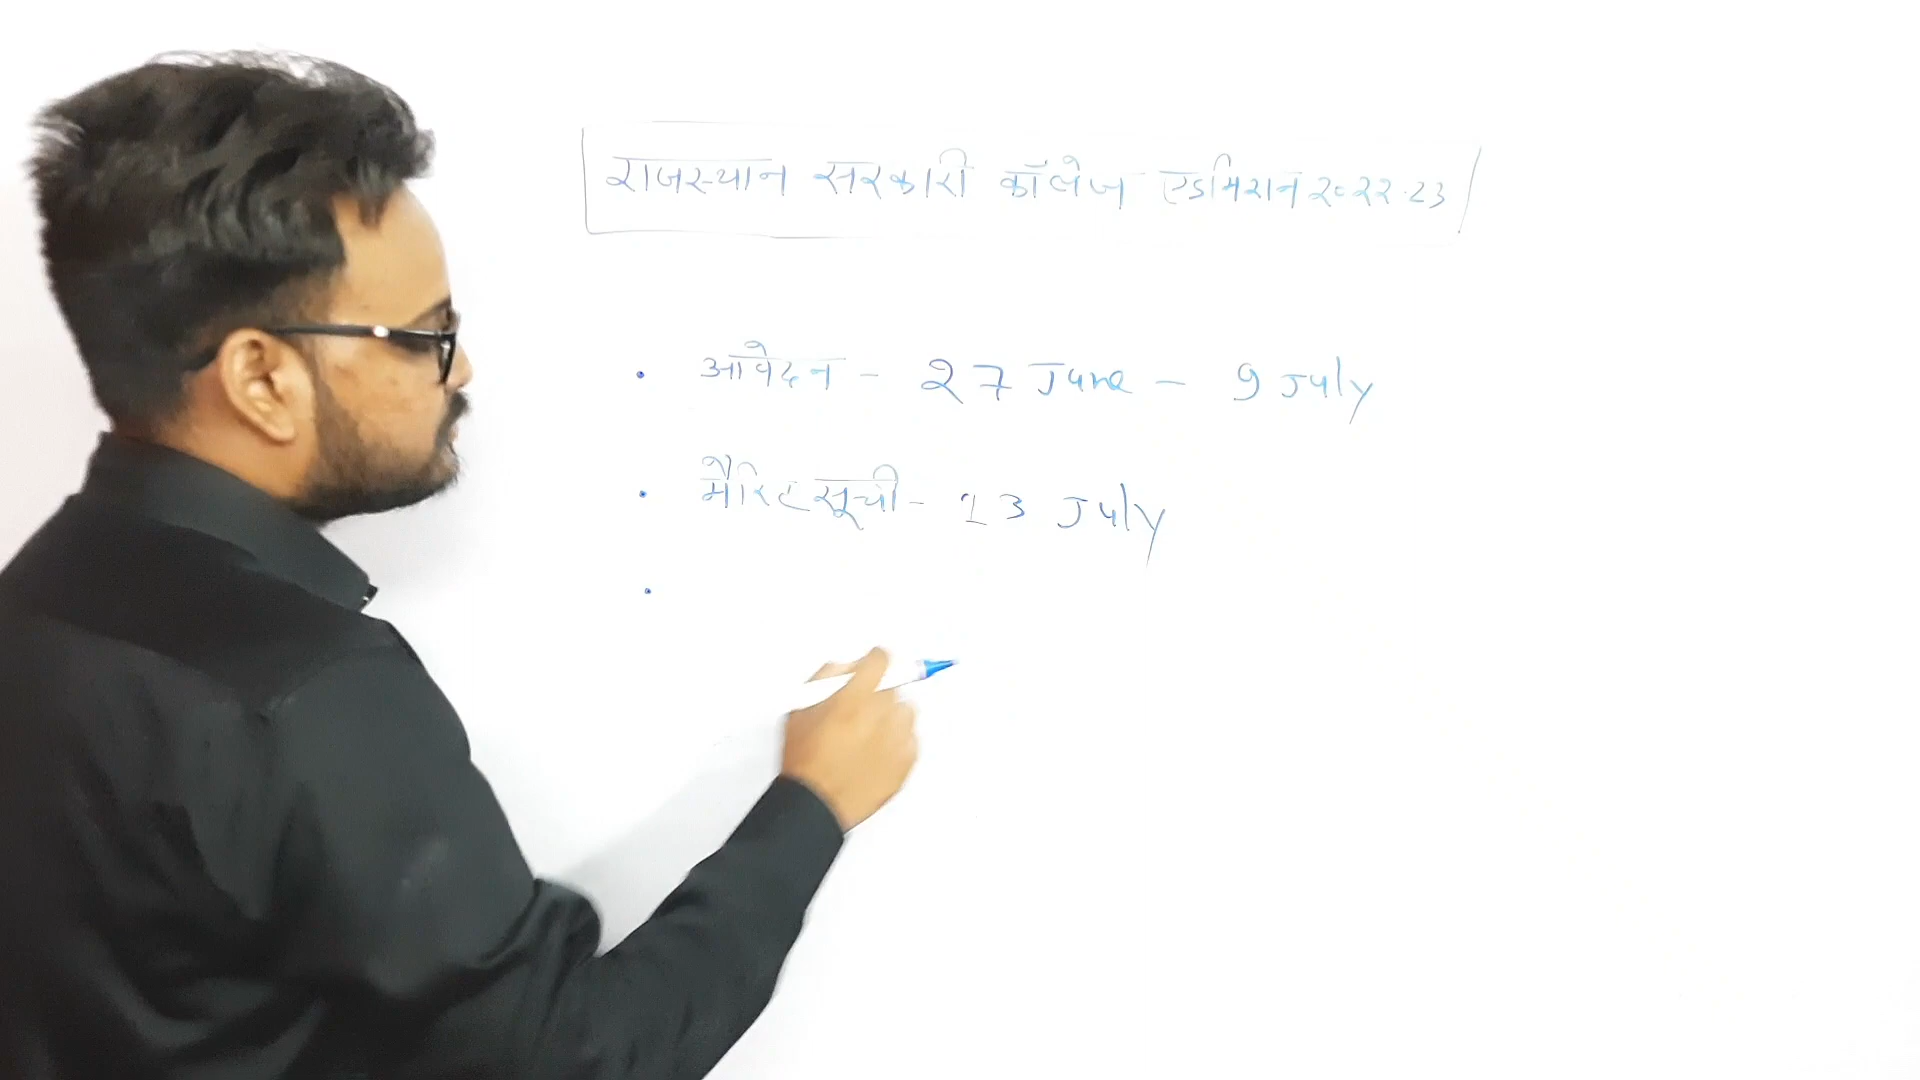 राजस्थान सरकारी कॉलेज एडमिशन २०२२-23
• आवेदन - 27 June - 9 July
• मैरिट सूची - 13 July
•